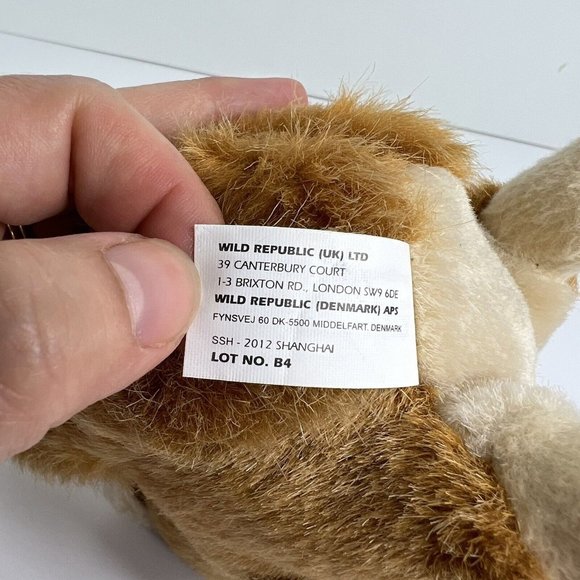 WILD REPUBLIC (UK) LTD
39 CANTERBURY COURT
1-3 BRIXTON RD., LONDON SW9 6DE
WILD REPUBLIC (DENMARK) APS
FYNSVEJ 60 DK-5500 MIDDELFART. DENMARK
SSH - 2012 SHANGHAI
LOT NO. B4